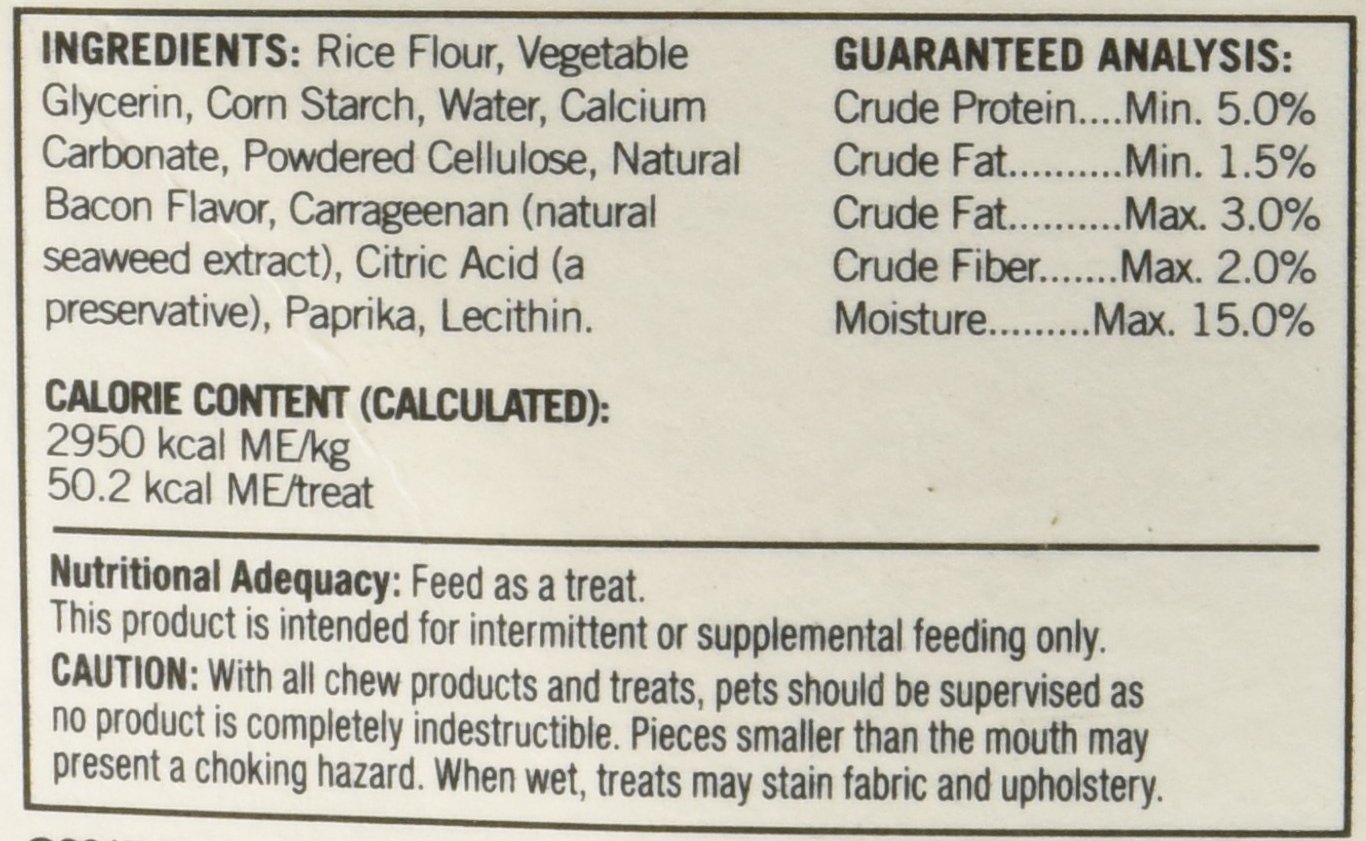 INGREDIENTS: Rice Flour, Vegetable
Glycerin, Corn Starch, Water, Calcium
Carbonate, Powdered Cellulose, Natural
Bacon Flavor, Carrageenan (natural
seaweed extract), Citric Acid (a
preservative), Paprika, Lecithin.
GUARANTEED ANALYSIS:
Crude Protein....Min. 5.0%
Crude Fat..........Min. 1.5%
Crude Fat..........Max. 3.0%
Crude Fiber.......Max. 2.0%
Moisture.........Max. 15.0%
CALORIE CONTENT (CALCULATED):
2950 kcal ME/kg
50.2 kcal ME/treat
Nutritional Adequacy: Feed as a treat.
This product is intended for intermittent or supplemental feeding only.
CAUTION: With all chew products and treats, pets should be supervised as
no product is completely indestructible. Pieces smaller than the mouth may
present a choking hazard. When wet, treats may stain fabric and upholstery.